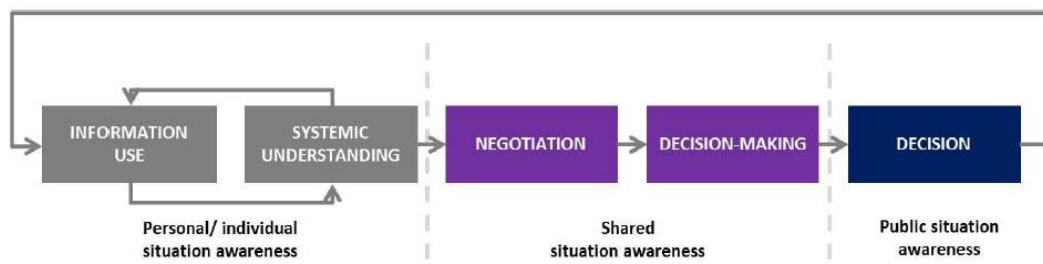 INFORMATION
USE
SYSTEMIC
UNDERSTANDING
NEGOTIATION
DECISION-MAKING
DECISION
Personal/ individual
situation awareness
Shared
situation awareness
Public situation
awareness